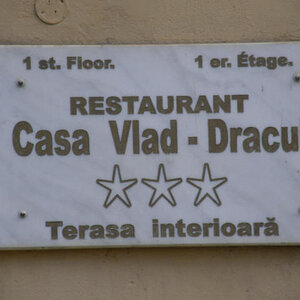 1 st. Floor. 1 er. Étage.
RESTAURANT
Casa Vlad - Dracu
Terasa interioară